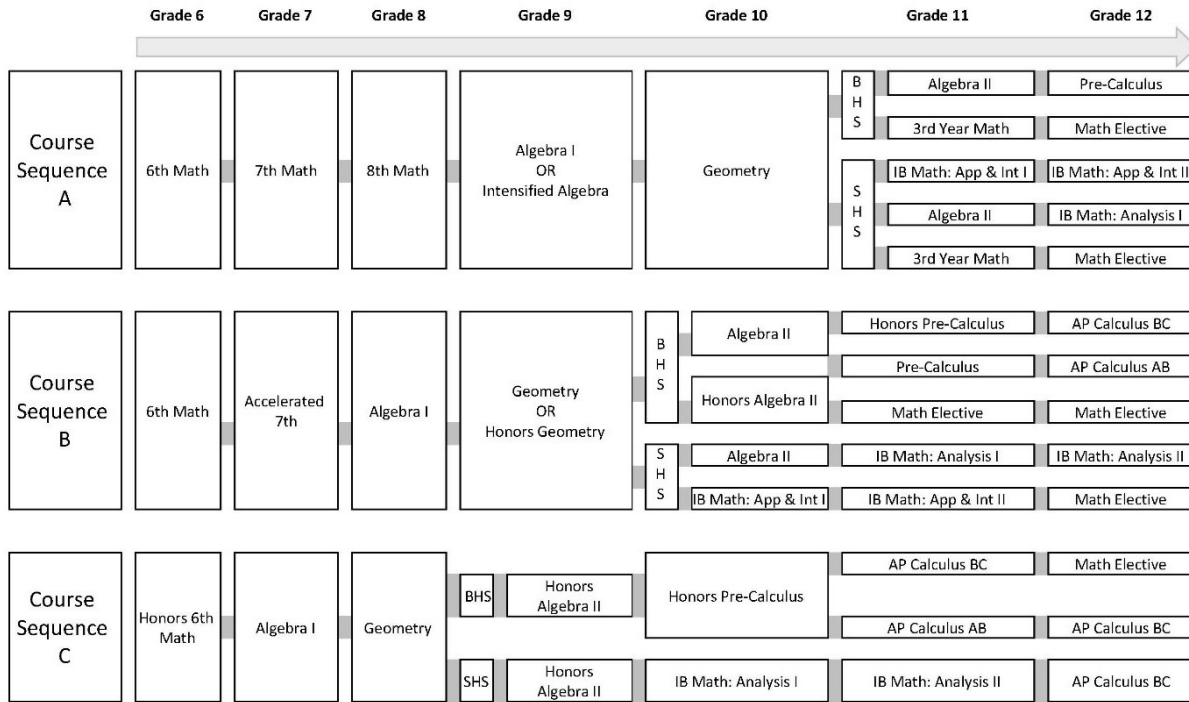 Grade 6 Grade 7 Grade 8 Grade 9 Grade 10 Grade 11 Grade 12
Course
Sequence
A
6th Math
7th Math
8th Math
Algebra I
OR
Intensified Algebra
Geometry
B
H
S
Algebra II
Pre-Calculus
3rd Year Math
Math Elective
S
H
S
IB Math: App & Int I
IB Math: App & Int II
Algebra II
IB Math: Analysis I
3rd Year Math
Math Elective
Course
Sequence
B
6th Math
Accelerated
7th
Algebra I
Geometry
OR
Honors Geometry
B
H
S
Algebra II
Honors Pre-Calculus
AP Calculus BC
Pre-Calculus
AP Calculus AB
Honors Algebra II
Math Elective
Math Elective
S
H
S
Algebra II
IB Math: Analysis I
IB Math: Analysis II
IB Math: App & Int I
IB Math: App & Int II
Math Elective
Course
Sequence
C
Honors 6th
Math
Algebra I
Geometry
BHS
Honors
Algebra II
Honors Pre-Calculus
AP Calculus BC
Math Elective
AP Calculus AB
AP Calculus BC
SHS
Honors
Algebra II
IB Math: Analysis I
IB Math: Analysis II
AP Calculus BC